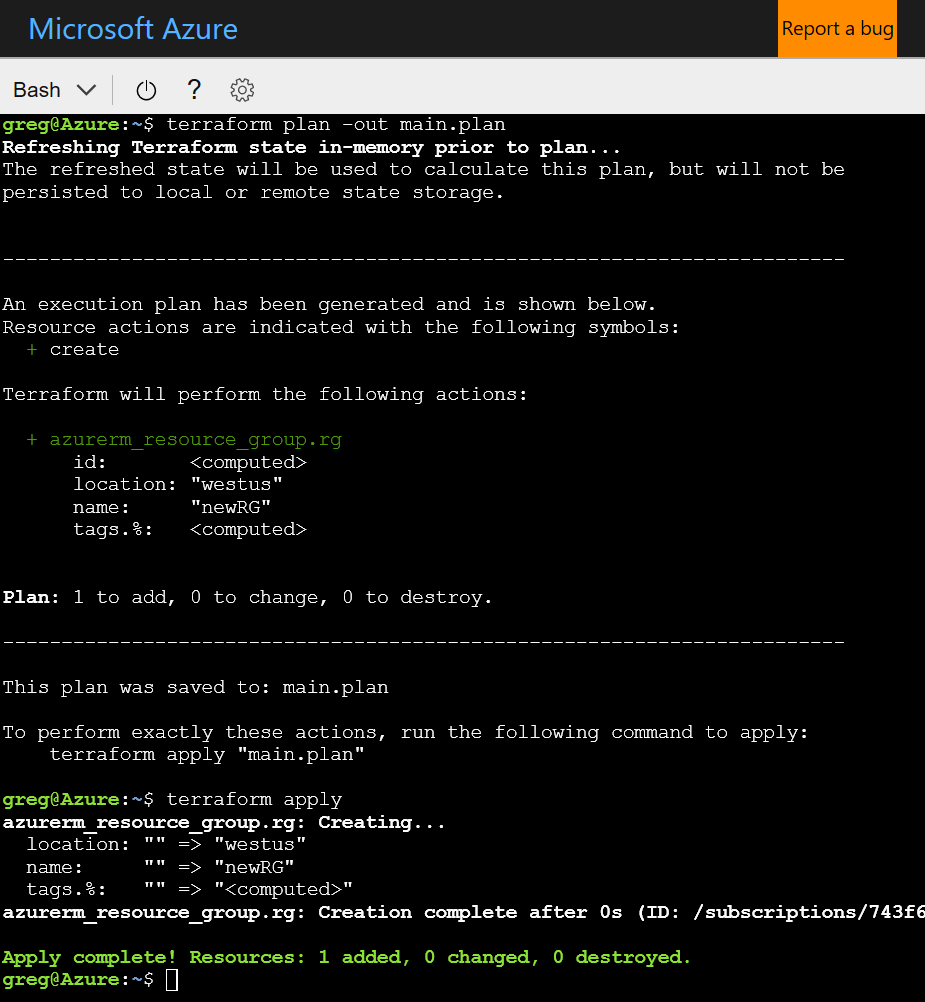 Microsoft Azure
Report a bug
Bash
?
greg@Azure:~$ terraform plan -out main.plan
Refreshing Terraform state in-memory prior to plan...
The refreshed state will be used to calculate this plan, but will not be
persisted to local or remote state storage.
------------------------------------------------------------------------
An execution plan has been generated and is shown below.
Resource actions are indicated with the following symbols:
  + create
Terraform will perform the following actions:
  + azurerm_resource_group.rg
      id:       <computed>
      location: "westus"
      name:     "newRG"
      tags.%:   <computed>
Plan: 1 to add, 0 to change, 0 to destroy.
------------------------------------------------------------------------
This plan was saved to: main.plan
To perform exactly these actions, run the following command to apply:
    terraform apply "main.plan"
greg@Azure:~$ terraform apply
azurerm_resource_group.rg: Creating...
  location: "" => "westus"
  name:     "" => "newRG"
  tags.%:   "" => "<computed>"
azurerm_resource_group.rg: Creation complete after 0s (ID: /subscriptions/743f6
Apply complete! Resources: 1 added, 0 changed, 0 destroyed.
greg@Azure:~$